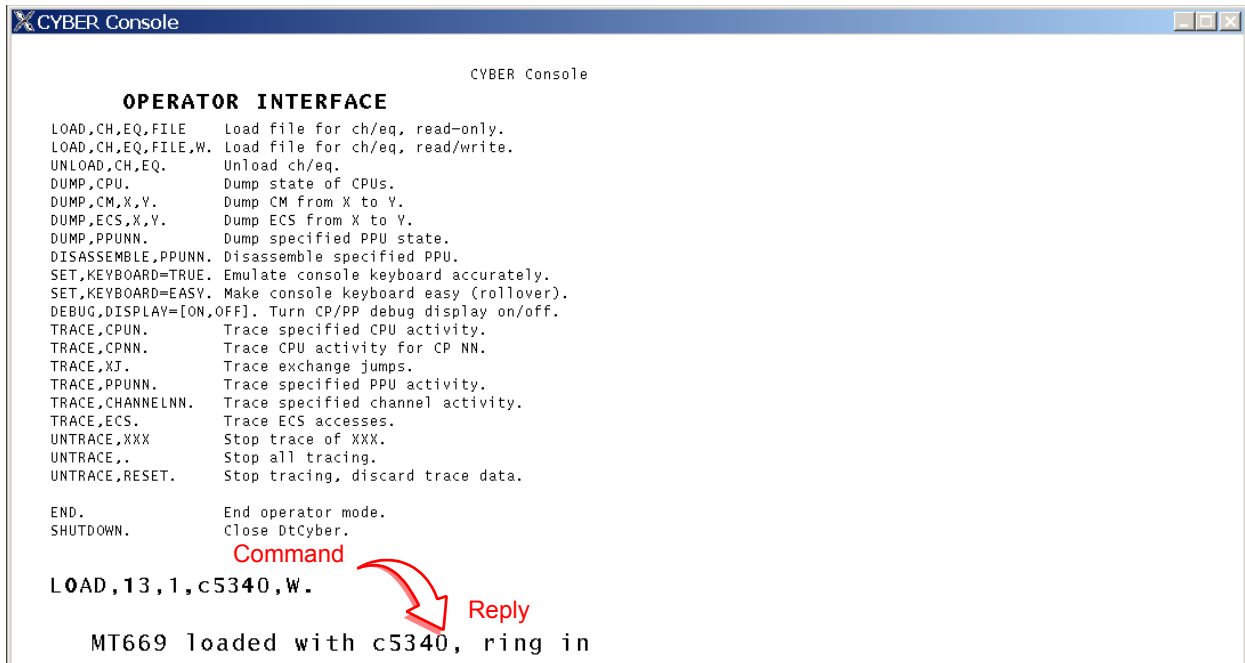 CYBER Console
CYBER Console
OPERATOR INTERFACE
LOAD,CH,EQ,FILE Load file for ch/eq, read-only.
LOAD,CH,EQ,FILE,W. Load file for ch/eq, read/write.
UNLOAD,CH,EQ. Unload ch/eq.
DUMP,CPU. Dump state of CPUs.
DUMP,CM,X,Y. Dump CM from X to Y.
DUMP,ECS,X,Y. Dump ECS from X to Y.
DUMP,PPUNN. Dump specified PPU state.
DISASSEMBLE,PPUNN. Disassemble specified PPU.
SET,KEYBOARD=TRUE. Emulate console keyboard accurately.
SET,KEYBOARD=EASY. Make console keyboard easy (rollover).
DEBUG,DISPLAY=[ON,OFF]. Turn CP/PP debug display on/off.
TRACE,CPUN. Trace specified CPU activity.
TRACE,CPNN. Trace CPU activity for CP NN.
TRACE,XJ. Trace exchange jumps.
TRACE,PPUNN. Trace specified PPU activity.
TRACE,CHANNELNN. Trace specified channel activity.
TRACE,ECS. Trace ECS accesses.
UNTRACE,XXX Stop trace of XXX.
UNTRACE,. Stop all tracing.
UNTRACE,RESET. Stop tracing, discard trace data.
END. End operator mode.
SHUTDOWN. Close DtCyber.
Command
LOAD,13,1,c5340,W.
Reply
MT669 loaded with c5340, ring in